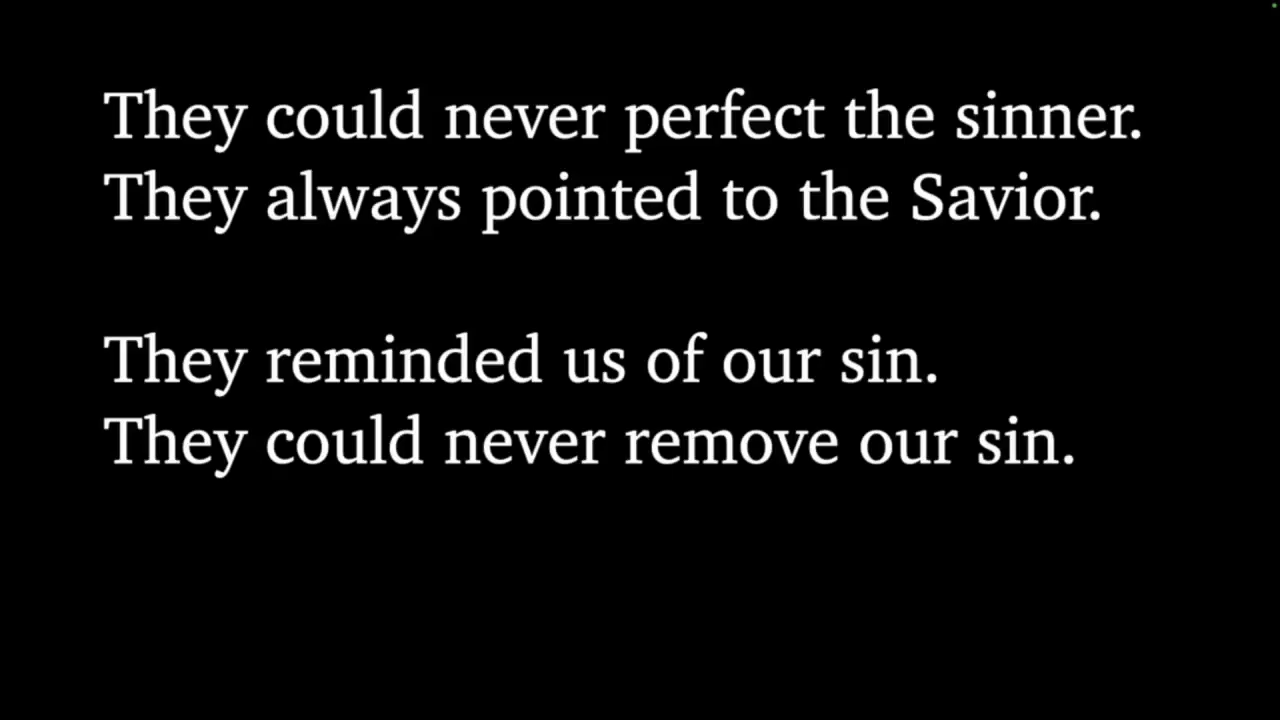 They could never perfect the sinner.
They always pointed to the Savior.
They reminded us of our sin.
They could never remove our sin.